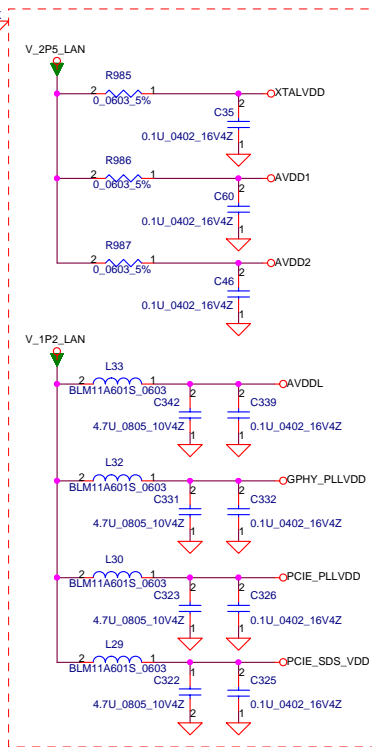 V_2P5_LAN
R985
2 1
0_0603_5%
XTALVDD
2
C35
0.1U_0402_16V4Z
1
R986
2 1
0_0603_5%
AVDD1
2
C60
0.1U_0402_16V4Z
1
R987
2 1
0_0603_5%
AVDD2
2
C46
0.1U_0402_16V4Z
1
V_1P2_LAN
L33
2 1
BLM11A601S_0603
AVDDL
2 2
C342 C339
4.7U_0805_10V4Z 0.1U_0402_16V4Z
1 1
L32
2 1
BLM11A601S_0603
GPHY_PLLVDD
2 2
C331 C332
4.7U_0805_10V4Z 0.1U_0402_16V4Z
1 1
L30
2 1
BLM11A601S_0603
PCIE_PLLVDD
2 2
C323 C326
4.7U_0805_10V4Z 0.1U_0402_16V4Z
1 1
L29
2 1
BLM11A601S_0603
PCIE_SDS_VDD
1 2
C322 C325
4.7U_0805_10V4Z 0.1U_0402_16V4Z
2 1